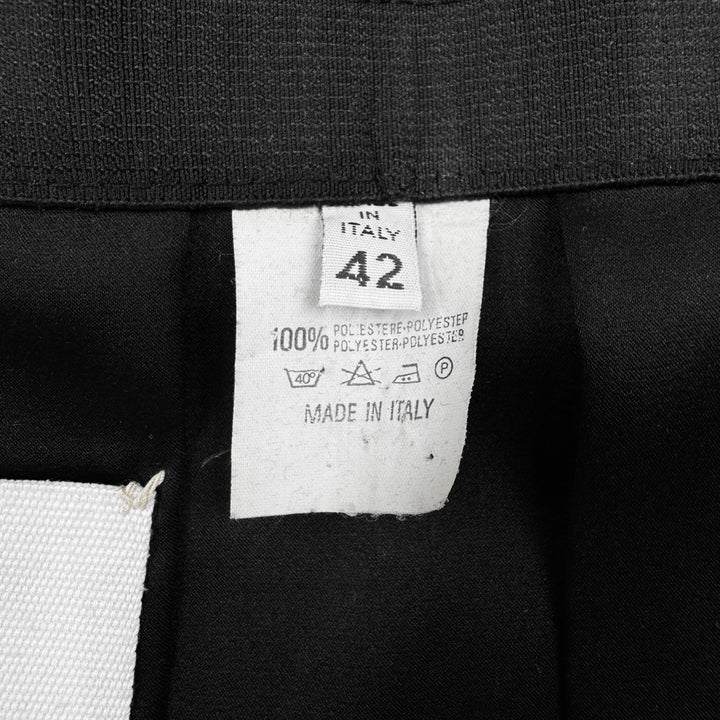 IN
ITALY
42
100% POLIESTERE-POLYESTER
POLYESTER-POLYESTER
40°
P
MADE IN ITALY